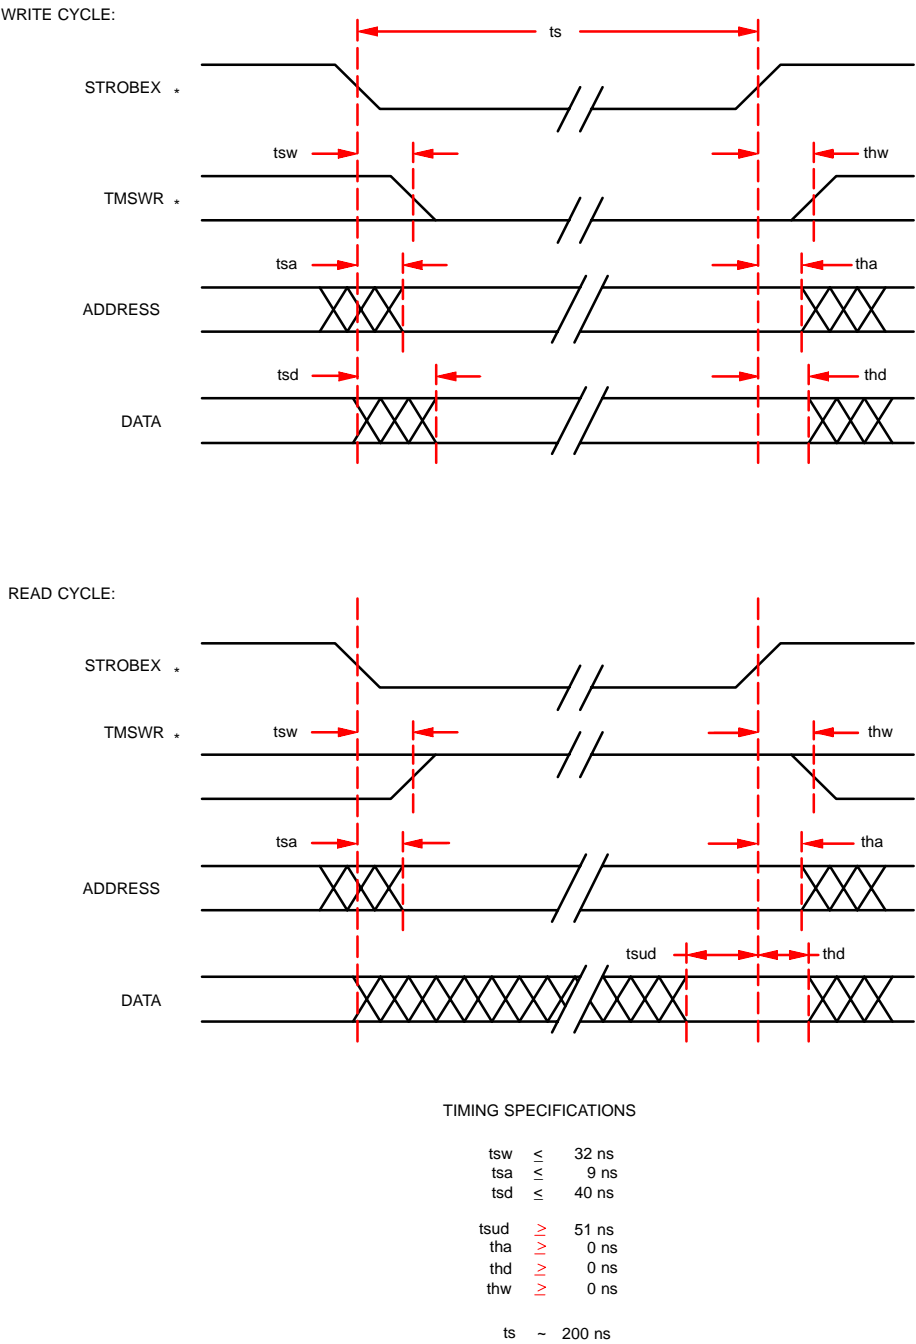 WRITE CYCLE:
ts
STROBEX *
tsw
thw
TMSWR *
tsa
tha
ADDRESS
tsd
thd
DATA
READ CYCLE:
STROBEX *
TMSWR *
tsw
thw
tsa
tha
ADDRESS
tsud
thd
DATA
TIMING SPECIFICATIONS
tsw ≤ 32 ns
tsa ≤ 9 ns
tsd ≤ 40 ns
tsud ≥ 51 ns
tha ≥ 0 ns
thd ≥ 0 ns
thw ≥ 0 ns
ts ~ 200 ns